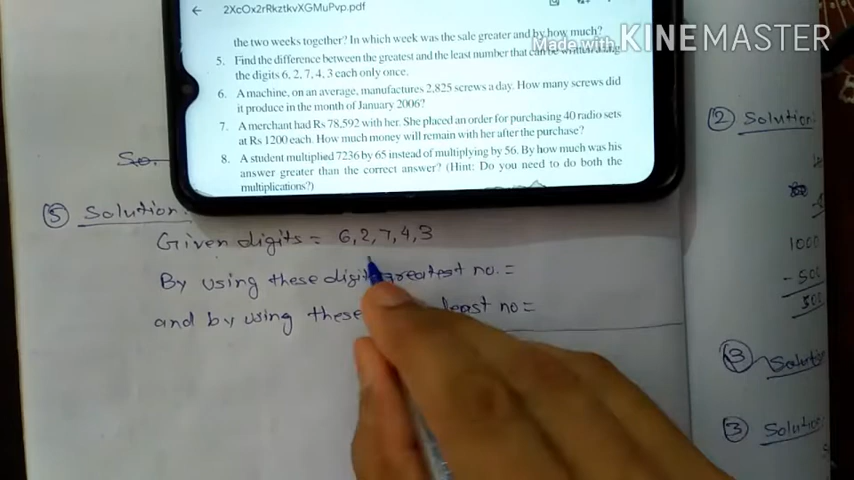 2XcOx2rRkztkvXGMuPvp.pdf
the two weeks together? In which week was the sale greater and by how much?
5. Find the difference between the greatest and the least number that can be written using
the digits 6, 2, 7, 4, 3 each only once.
6. A machine, on an average, manufactures 2,825 screws a day. How many screws did
it produce in the month of January 2006?
7. A merchant had Rs 78,592 with her. She placed an order for purchasing 40 radio sets
at Rs 1200 each. How much money will remain with her after the purchase?
8. A student multiplied 7236 by 65 instead of multiplying by 56. By how much was his
answer greater than the correct answer? (Hint: Do you need to do both the
multiplications?)
Made with KINEMASTER
So.
5 Solution:
Given digits = 6,2,7,4,3
By using these digit greatest no. =
and by using these least no =
2 Solution:
1000
- 500
500
3 Solution
3 Solution: